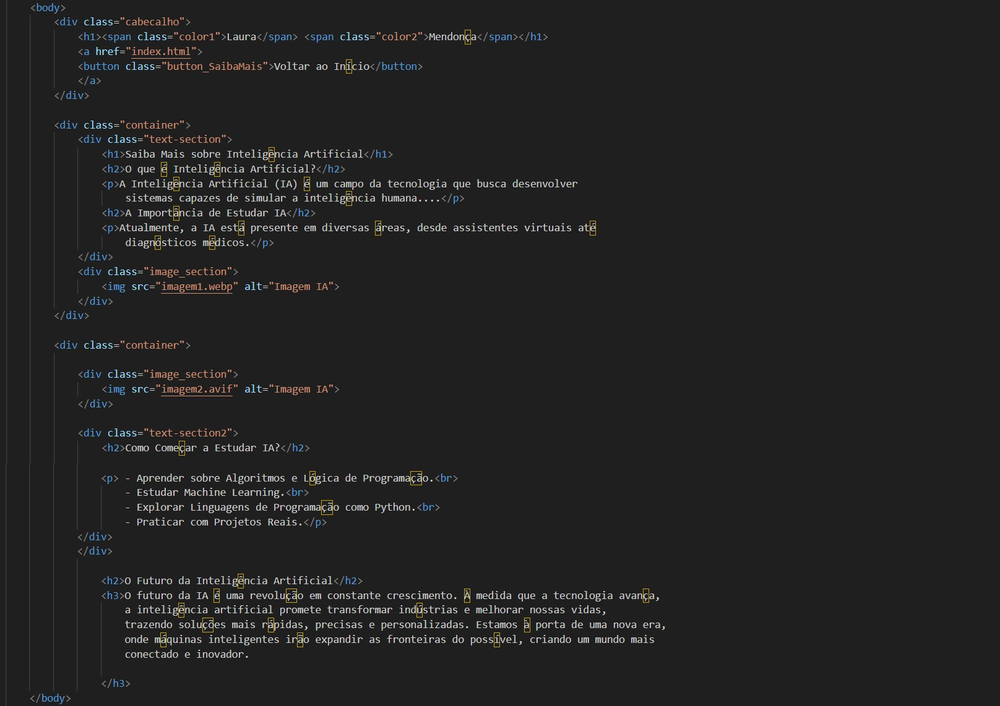 <body>
<div class="cabecalho">
<h1><span class="color1">Laura</span> <span class="color2">Mendonça</span></h1>
<a href="index.html">
<button class="button_SaibaMais">Voltar ao Início</button>
</a>
</div>
<div class="container">
<div class="text-section">
<h1>Saiba Mais sobre Inteligência Artificial</h1>
<h2>O que é Inteligência Artificial?</h2>
<p>A Inteligência Artificial (IA) é um campo da tecnologia que busca desenvolver
sistemas capazes de simular a inteligência humana....</p>
<h2>A Importância de Estudar IA</h2>
<p>Atualmente, a IA está presente em diversas áreas, desde assistentes virtuais até
diagnósticos médicos.</p>
</div>
<div class="image_section">
<img src="imagem1.webp" alt="Imagem IA">
</div>
</div>
<div class="container">
<div class="image_section">
<img src="imagem2.avif" alt="Imagem IA">
</div>
<div class="text-section2">
<h2>Como Começar a Estudar IA?</h2>
<p> - Aprender sobre Algoritmos e Lógica de Programação.<br>
- Estudar Machine Learning.<br>
- Explorar Linguagens de Programação como Python.<br>
- Praticar com Projetos Reais.</p>
</div>
</div>
<h2>O Futuro da Inteligência Artificial</h2>
<h3>O futuro da IA é uma revolução em constante crescimento. À medida que a tecnologia avança,
a inteligência artificial promete transformar indústrias e melhorar nossas vidas,
trazendo soluções mais rápidas, precisas e personalizadas. Estamos à porta de uma nova era,
onde máquinas inteligentes irão expandir as fronteiras do possível, criando um mundo mais
conectado e inovador.
</h3>
</body>